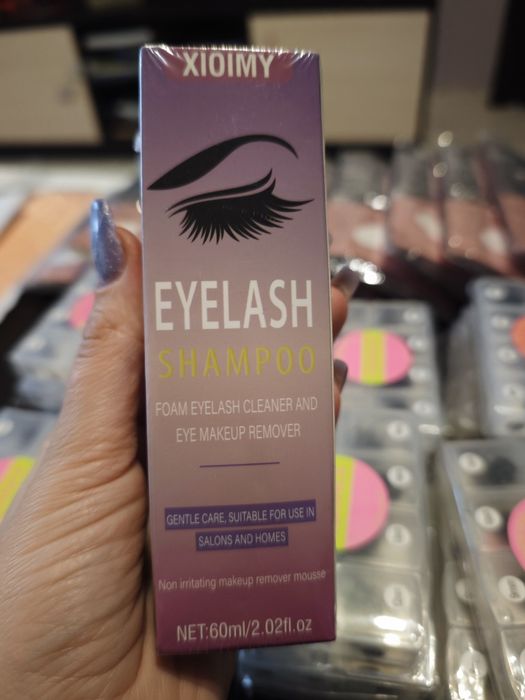 XIOIMY
EYELASH
SHAMPOO
FOAM EYELASH CLEANER AND
EYE MAKEUP REMOVER
GENTLE CARE, SUITABLE FOR USE IN
SALONS AND HOMES
Non irritating makeup remover mousse
NET:60ml/2.02fl.oz